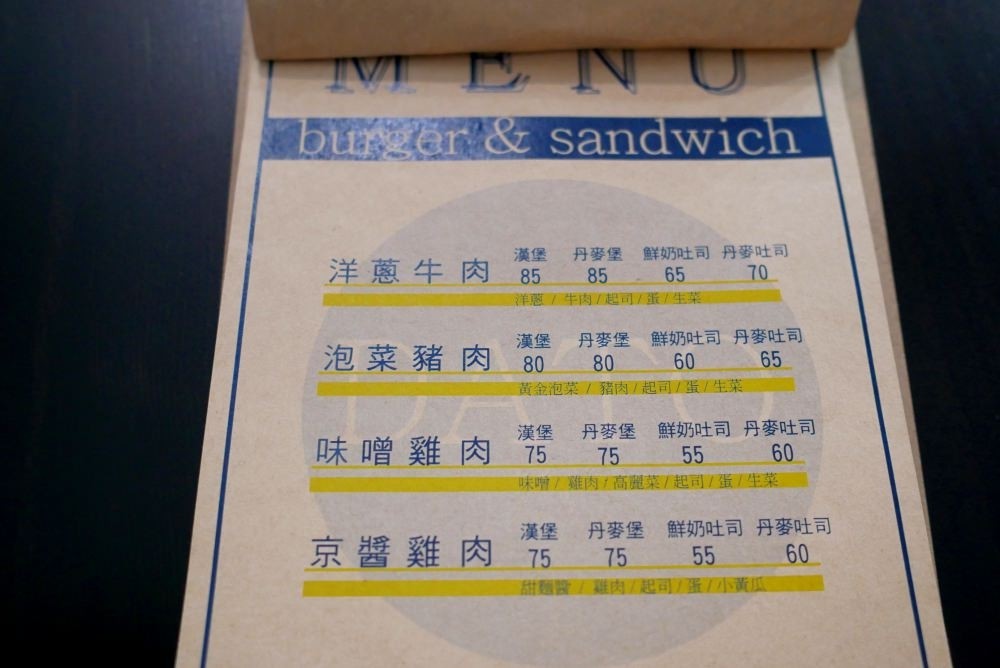 MENU
burger & sandwich
漢堡 丹麥堡 鮮奶吐司 丹麥吐司
洋蔥牛肉 85 85 65 70
洋蔥 / 牛肉 / 起司 / 蛋 / 生菜
漢堡 丹麥堡 鮮奶吐司 丹麥吐司
泡菜豬肉 80 80 60 65
黃金泡菜 / 豬肉 / 起司 / 蛋 / 生菜
DATO
漢堡 丹麥堡 鮮奶吐司 丹麥吐司
味噌雞肉 75 75 55 60
味噌 / 雞肉 / 高麗菜 / 起司 / 蛋 / 生菜
漢堡 丹麥堡 鮮奶吐司 丹麥吐司
京醬雞肉 75 75 55 60
甜麵醬 / 雞肉 / 起司 / 蛋 / 小黃瓜